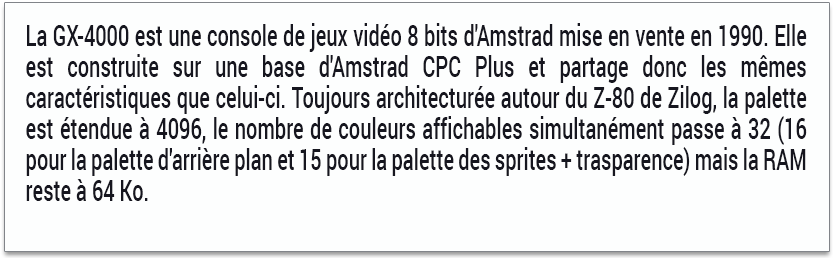 La GX-4000 est une console de jeux vidéo 8 bits d'Amstrad mise en vente en 1990. Elle
est construite sur une base d'Amstrad CPC Plus et partage donc les mêmes
caractéristiques que celui-ci. Toujours architecturée autour du Z-80 de Zilog, la palette
est étendue à 4096, le nombre de couleurs affichables simultanément passe à 32 (16
pour la palette d'arrière plan et 15 pour la palette des sprites + trasparence) mais la RAM
reste à 64 Ko.